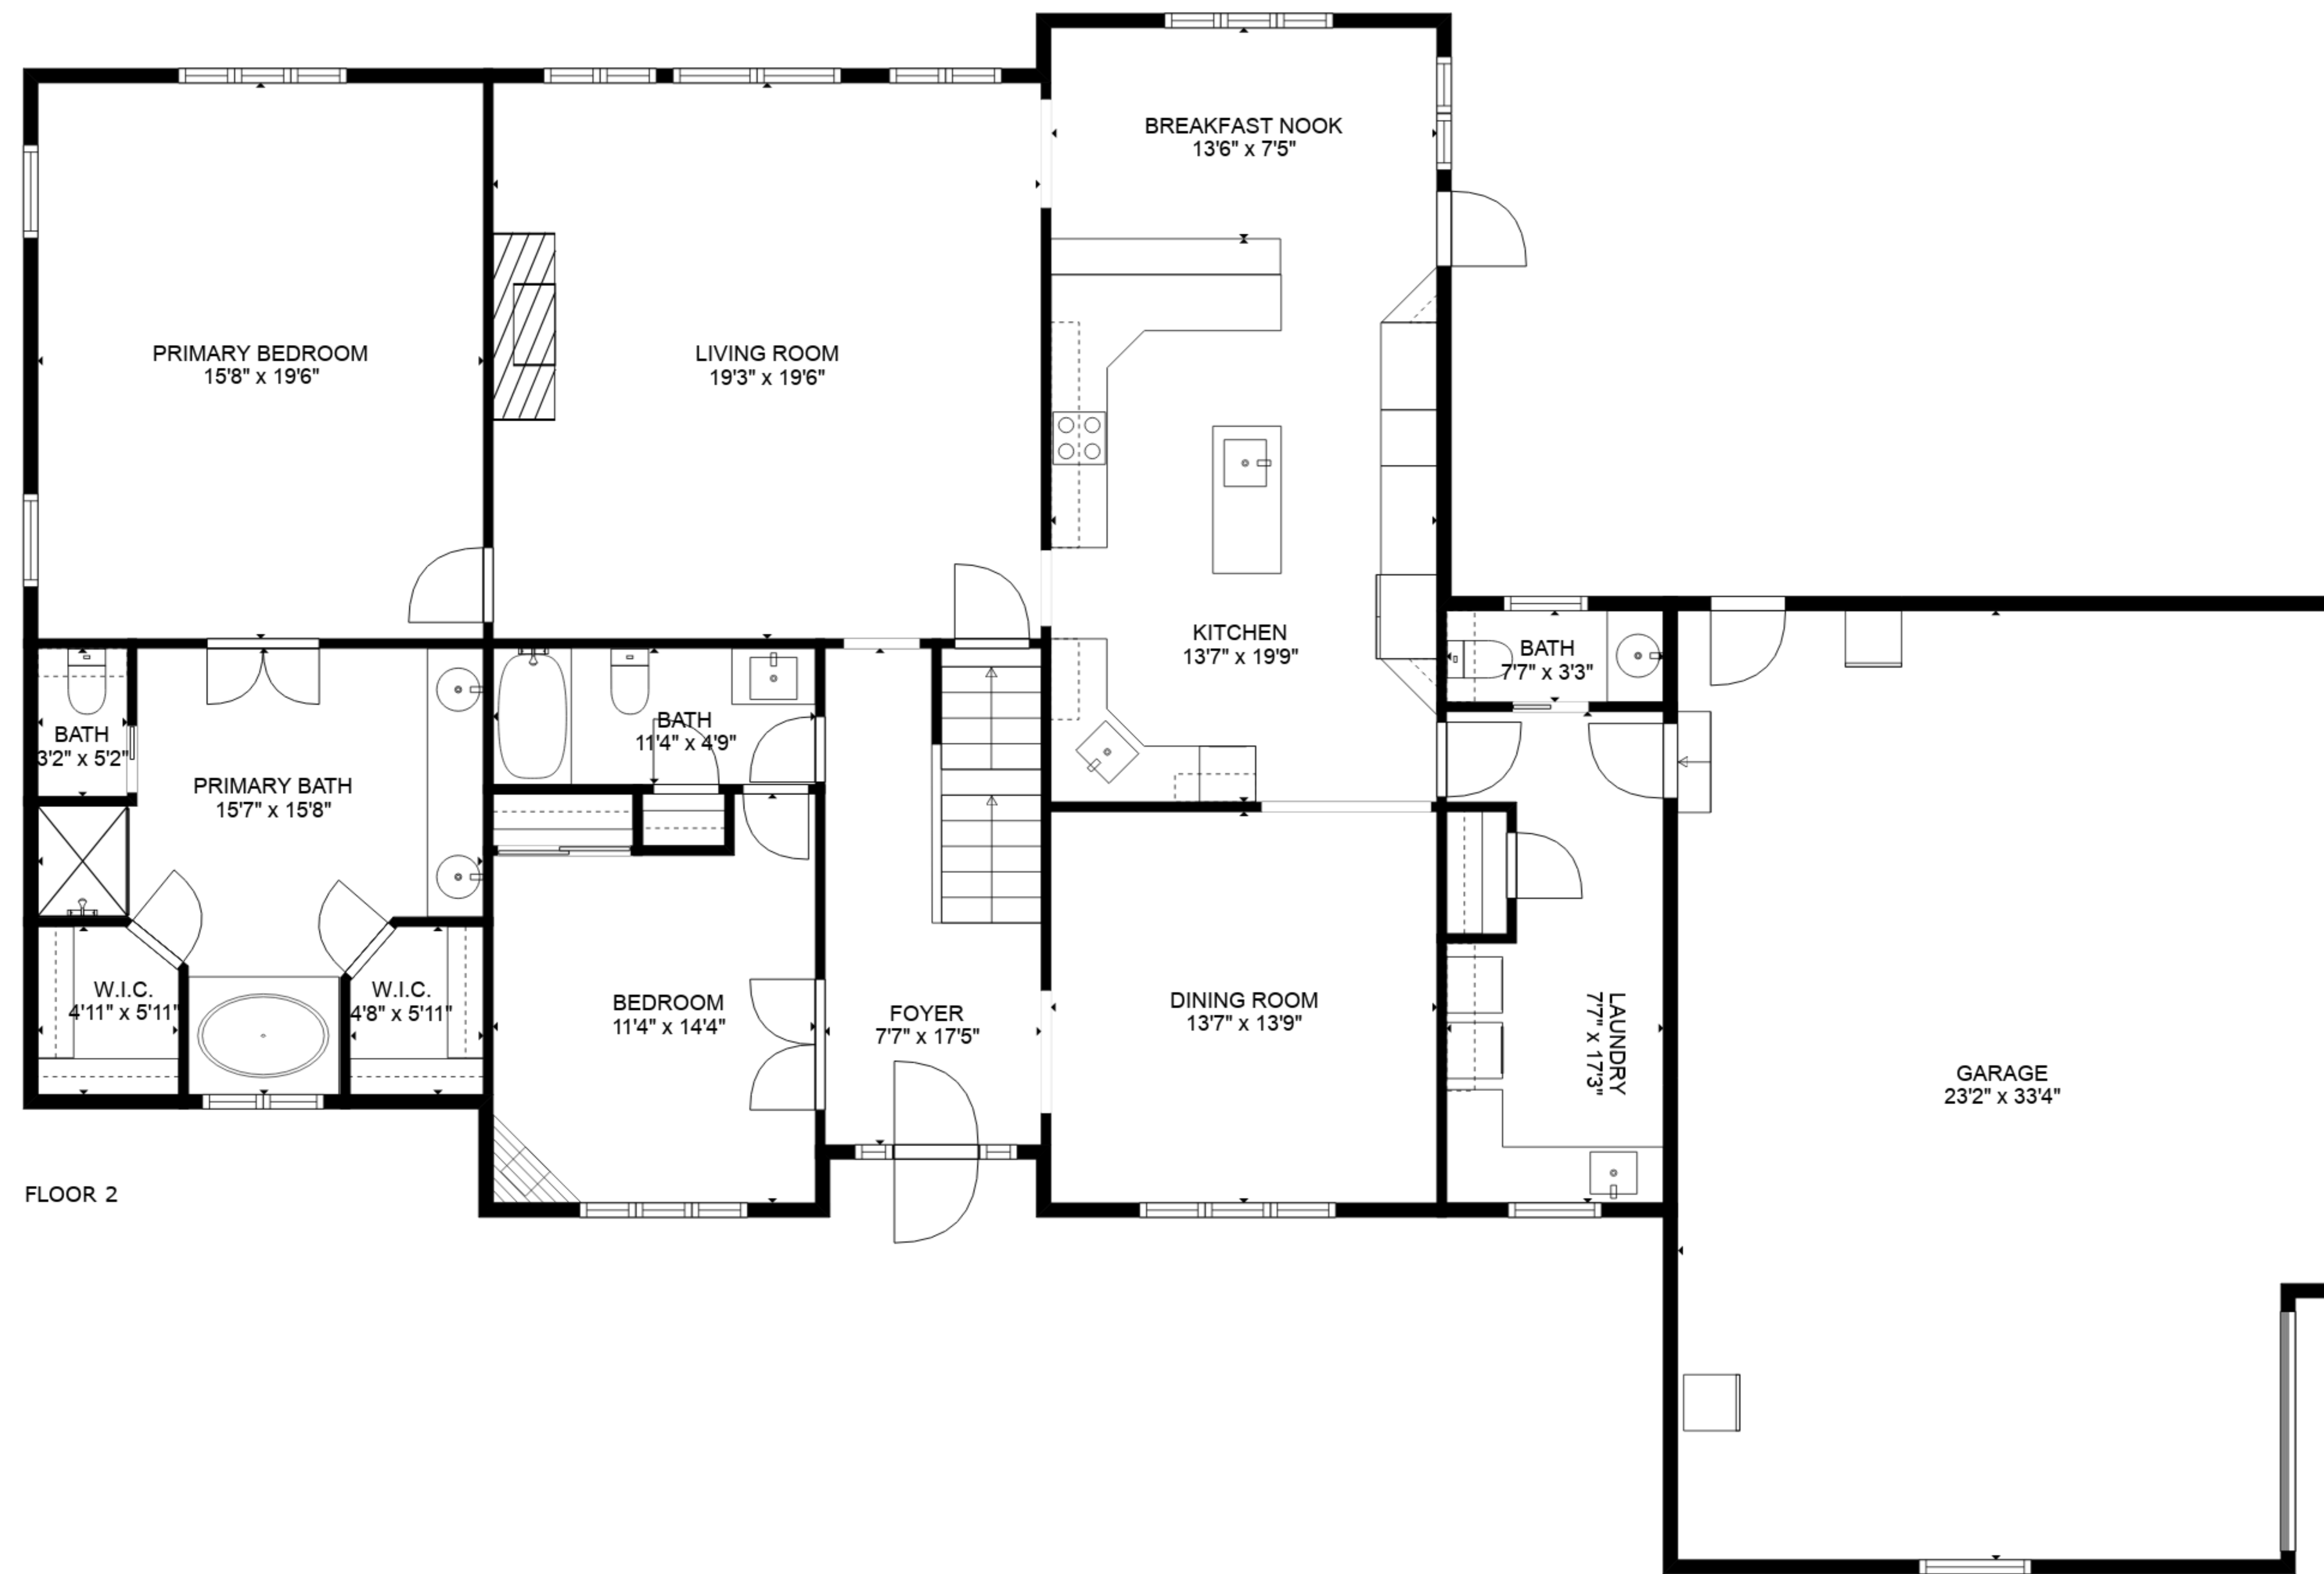 BREAKFAST NOOK
13'6" x 7'5"
PRIMARY BEDROOM
15'8" x 19'6"
LIVING ROOM
19'3" x 19'6"
KITCHEN
13'7" x 19'9"
BATH
7'7" x 3'3"
BATH
3'2" x 5'2"
BATH
11'4" x 4'9"
PRIMARY BATH
15'7" x 15'8"
W.I.C.
4'11" x 5'11"
W.I.C.
4'8" x 5'11"
BEDROOM
11'4" x 14'4"
FOYER
7'7" x 17'5"
DINING ROOM
13'7" x 13'9"
LAUNDRY
7'7" x 17'3"
GARAGE
23'2" x 33'4"
FLOOR 2